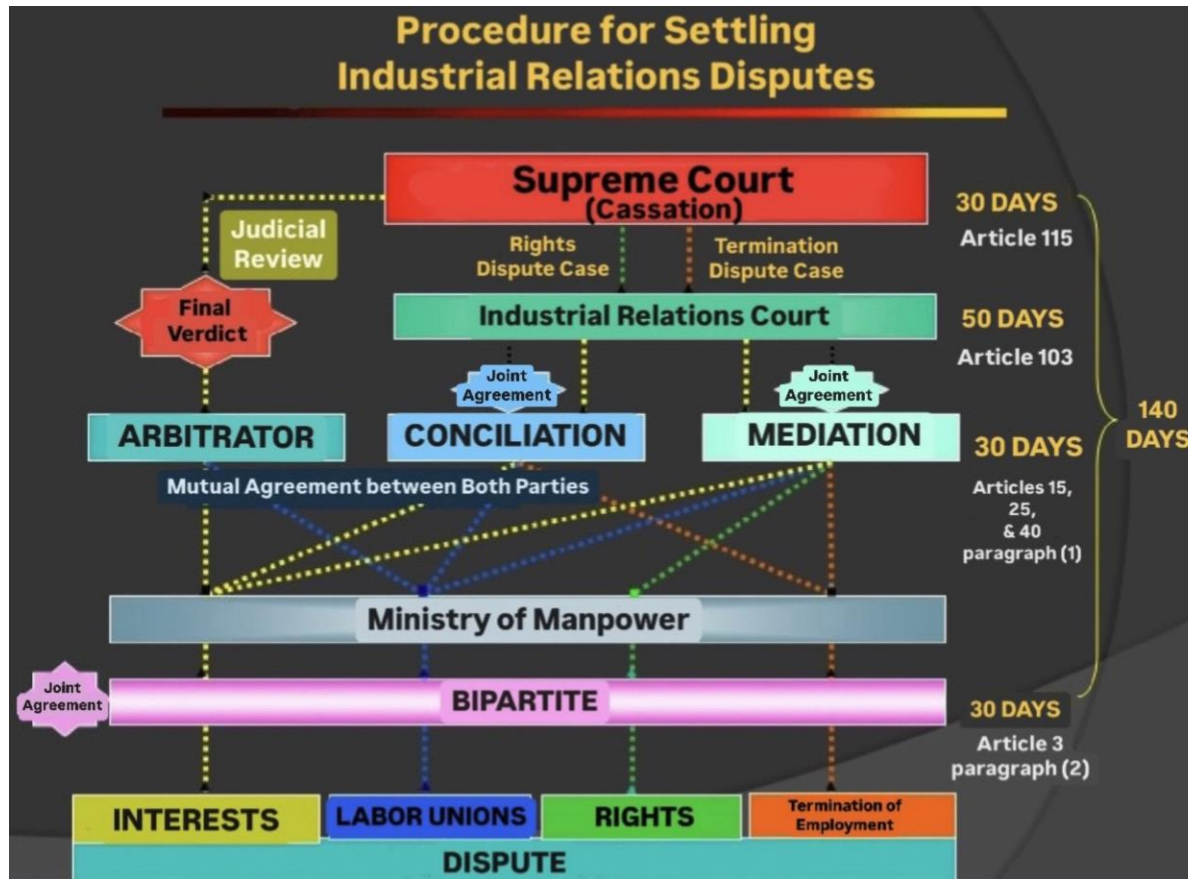 Procedure for Settling
Industrial Relations Disputes
Supreme Court
(Cassation)
30 DAYS
Article 115
Judicial
Review
Rights
Dispute Case
Termination
Dispute Case
Final
Verdict
Industrial Relations Court
50 DAYS
Article 103
Joint
Agreement
Joint
Agreement
140
DAYS
ARBITRATOR
CONCILIATION
MEDIATION
30 DAYS
Articles 15,
25,
& 40
paragraph (1)
Mutual Agreement between Both Parties
Ministry of Manpower
Joint
Agreement
BIPARTITE
30 DAYS
Article 3
paragraph (2)
INTERESTS
LABOR UNIONS
RIGHTS
Termination of
Employment
DISPUTE